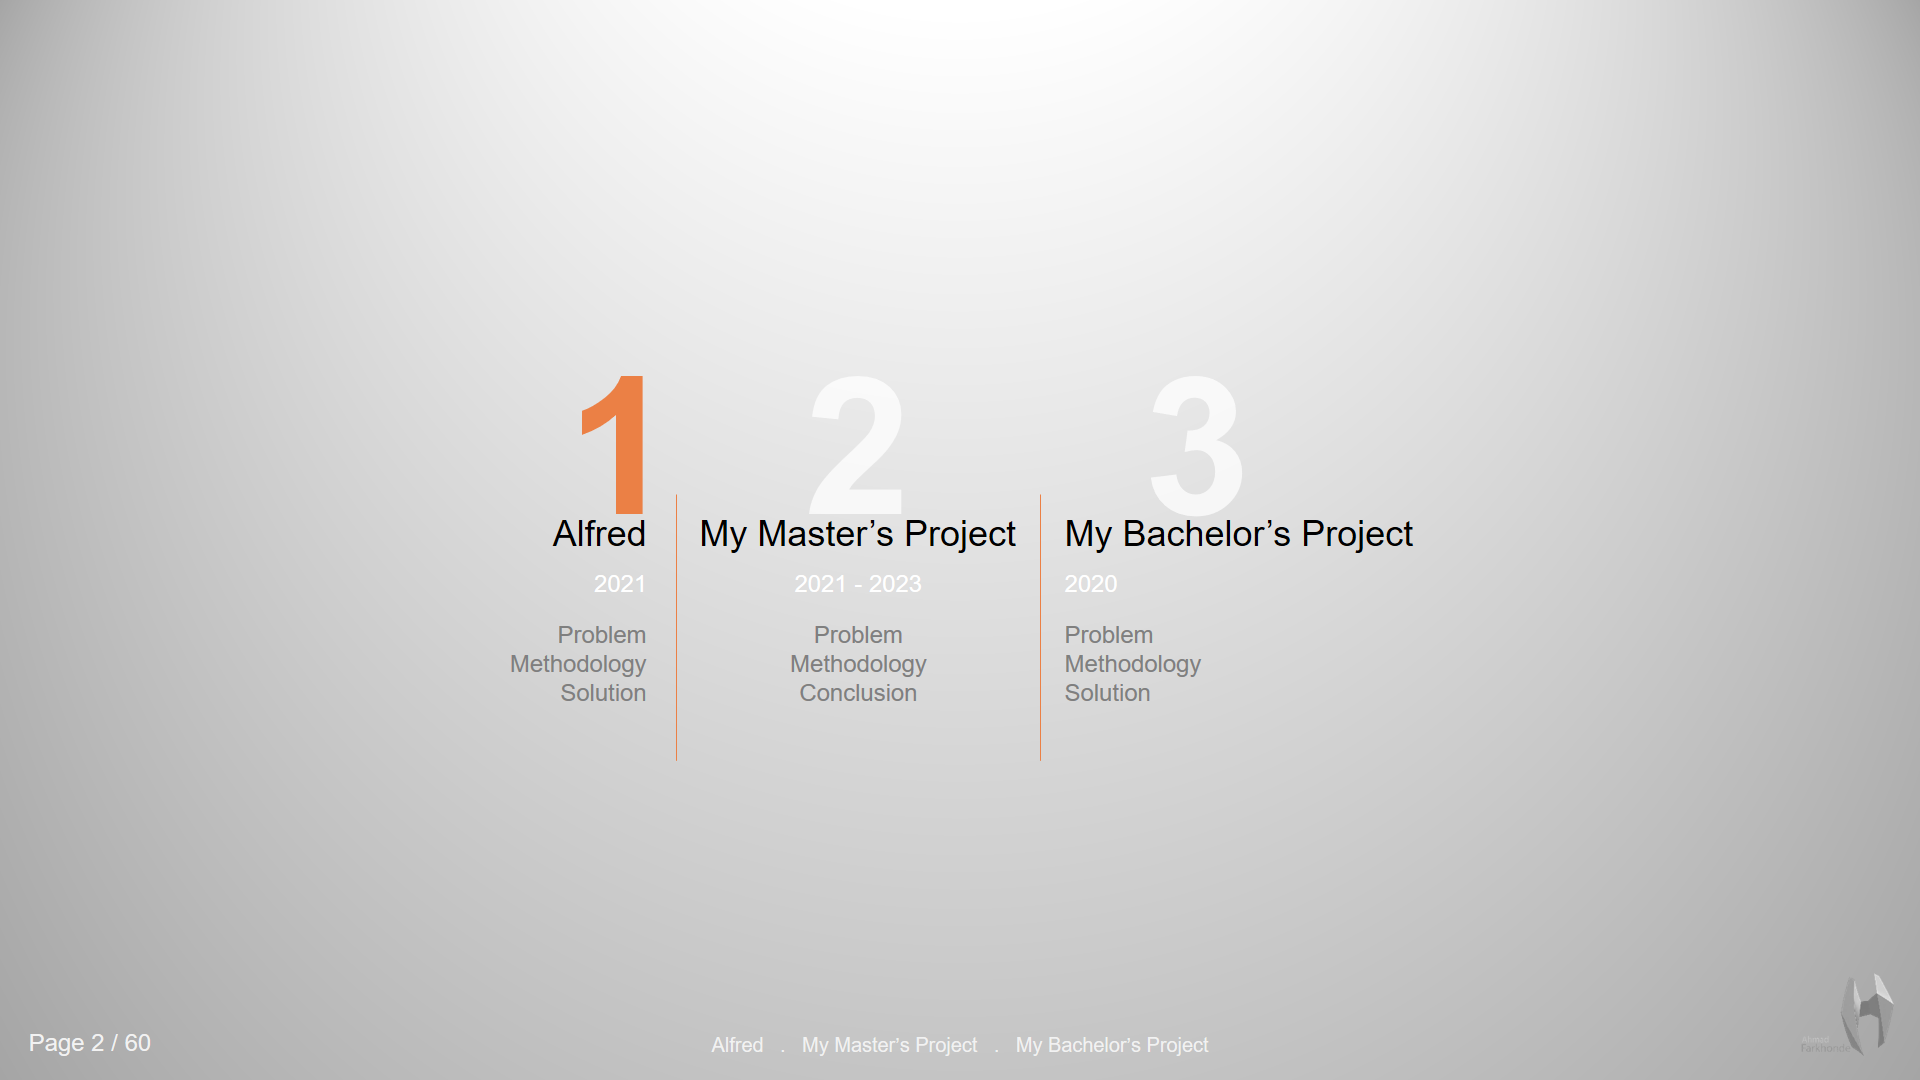 1
Alfred
2021
Problem
Methodology
Solution
2
My Master’s Project
2021 - 2023
Problem
Methodology
Conclusion
3
My Bachelor’s Project
2020
Problem
Methodology
Solution
Page 2 / 60
Alfred . My Master’s Project . My Bachelor’s Project